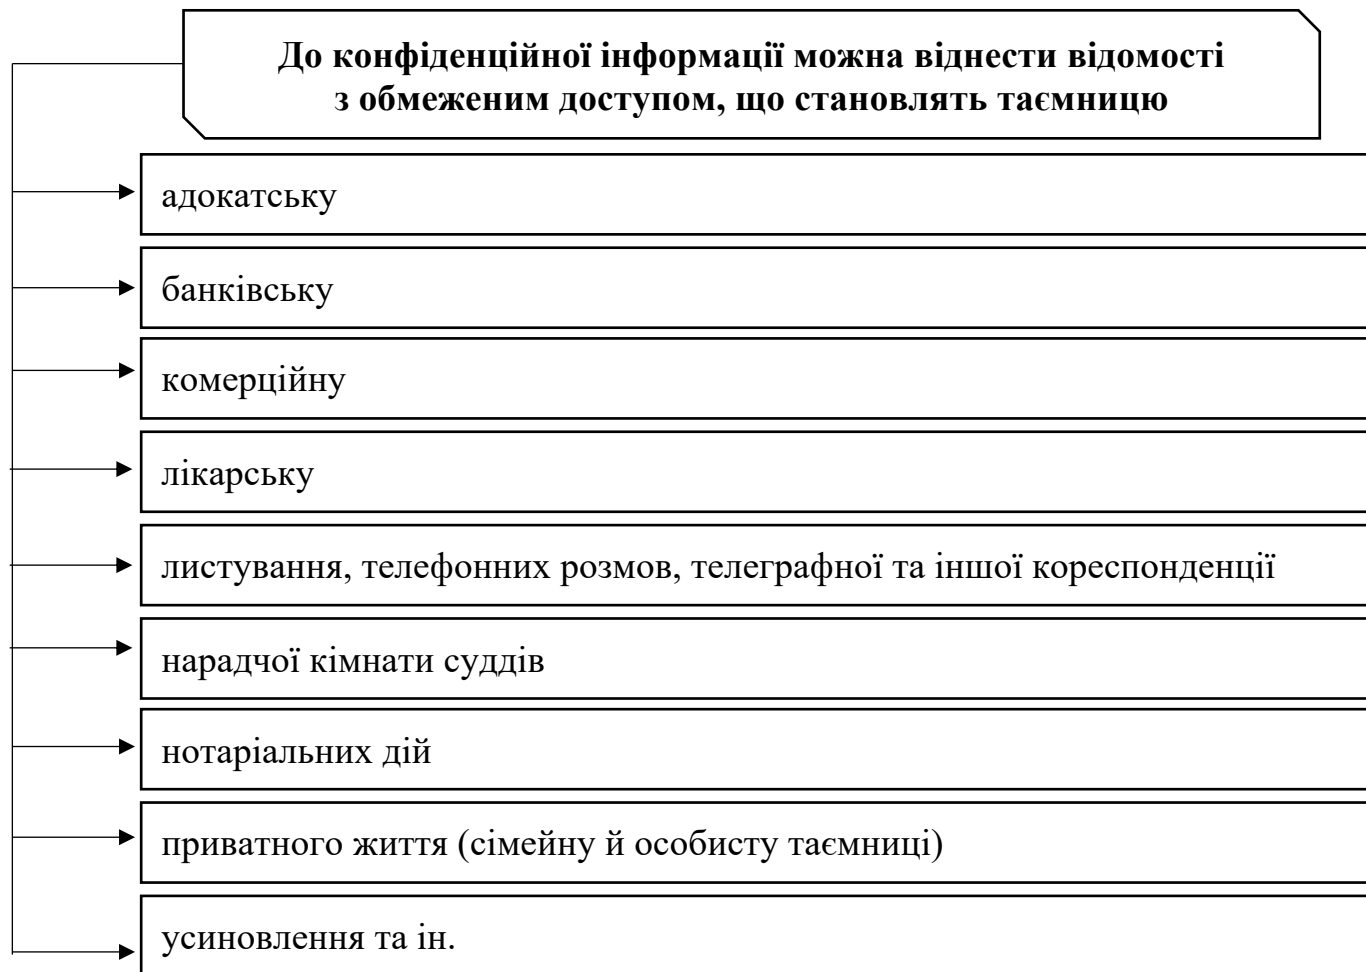 До конфіденційної інформації можна віднести відомості
з обмеженим доступом, що становлять таємницю
адокатську
банківську
комерційну
лікарську
листування, телефонних розмов, телеграфної та іншої кореспонденції
нарадчої кімнати суддів
нотаріальних дій
приватного життя (сімейну й особисту таємниці)
усиновлення та ін.